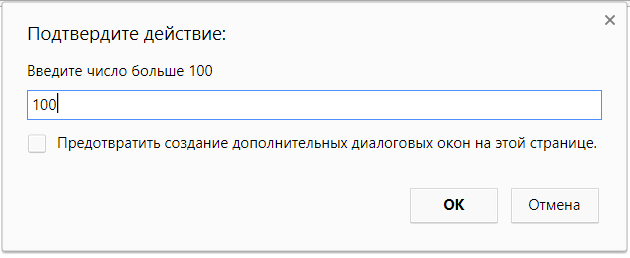 Подтвердите действие:
Введите число больше 100
100
Предотвратить создание дополнительных диалоговых окон на этой странице.
OK Отмена